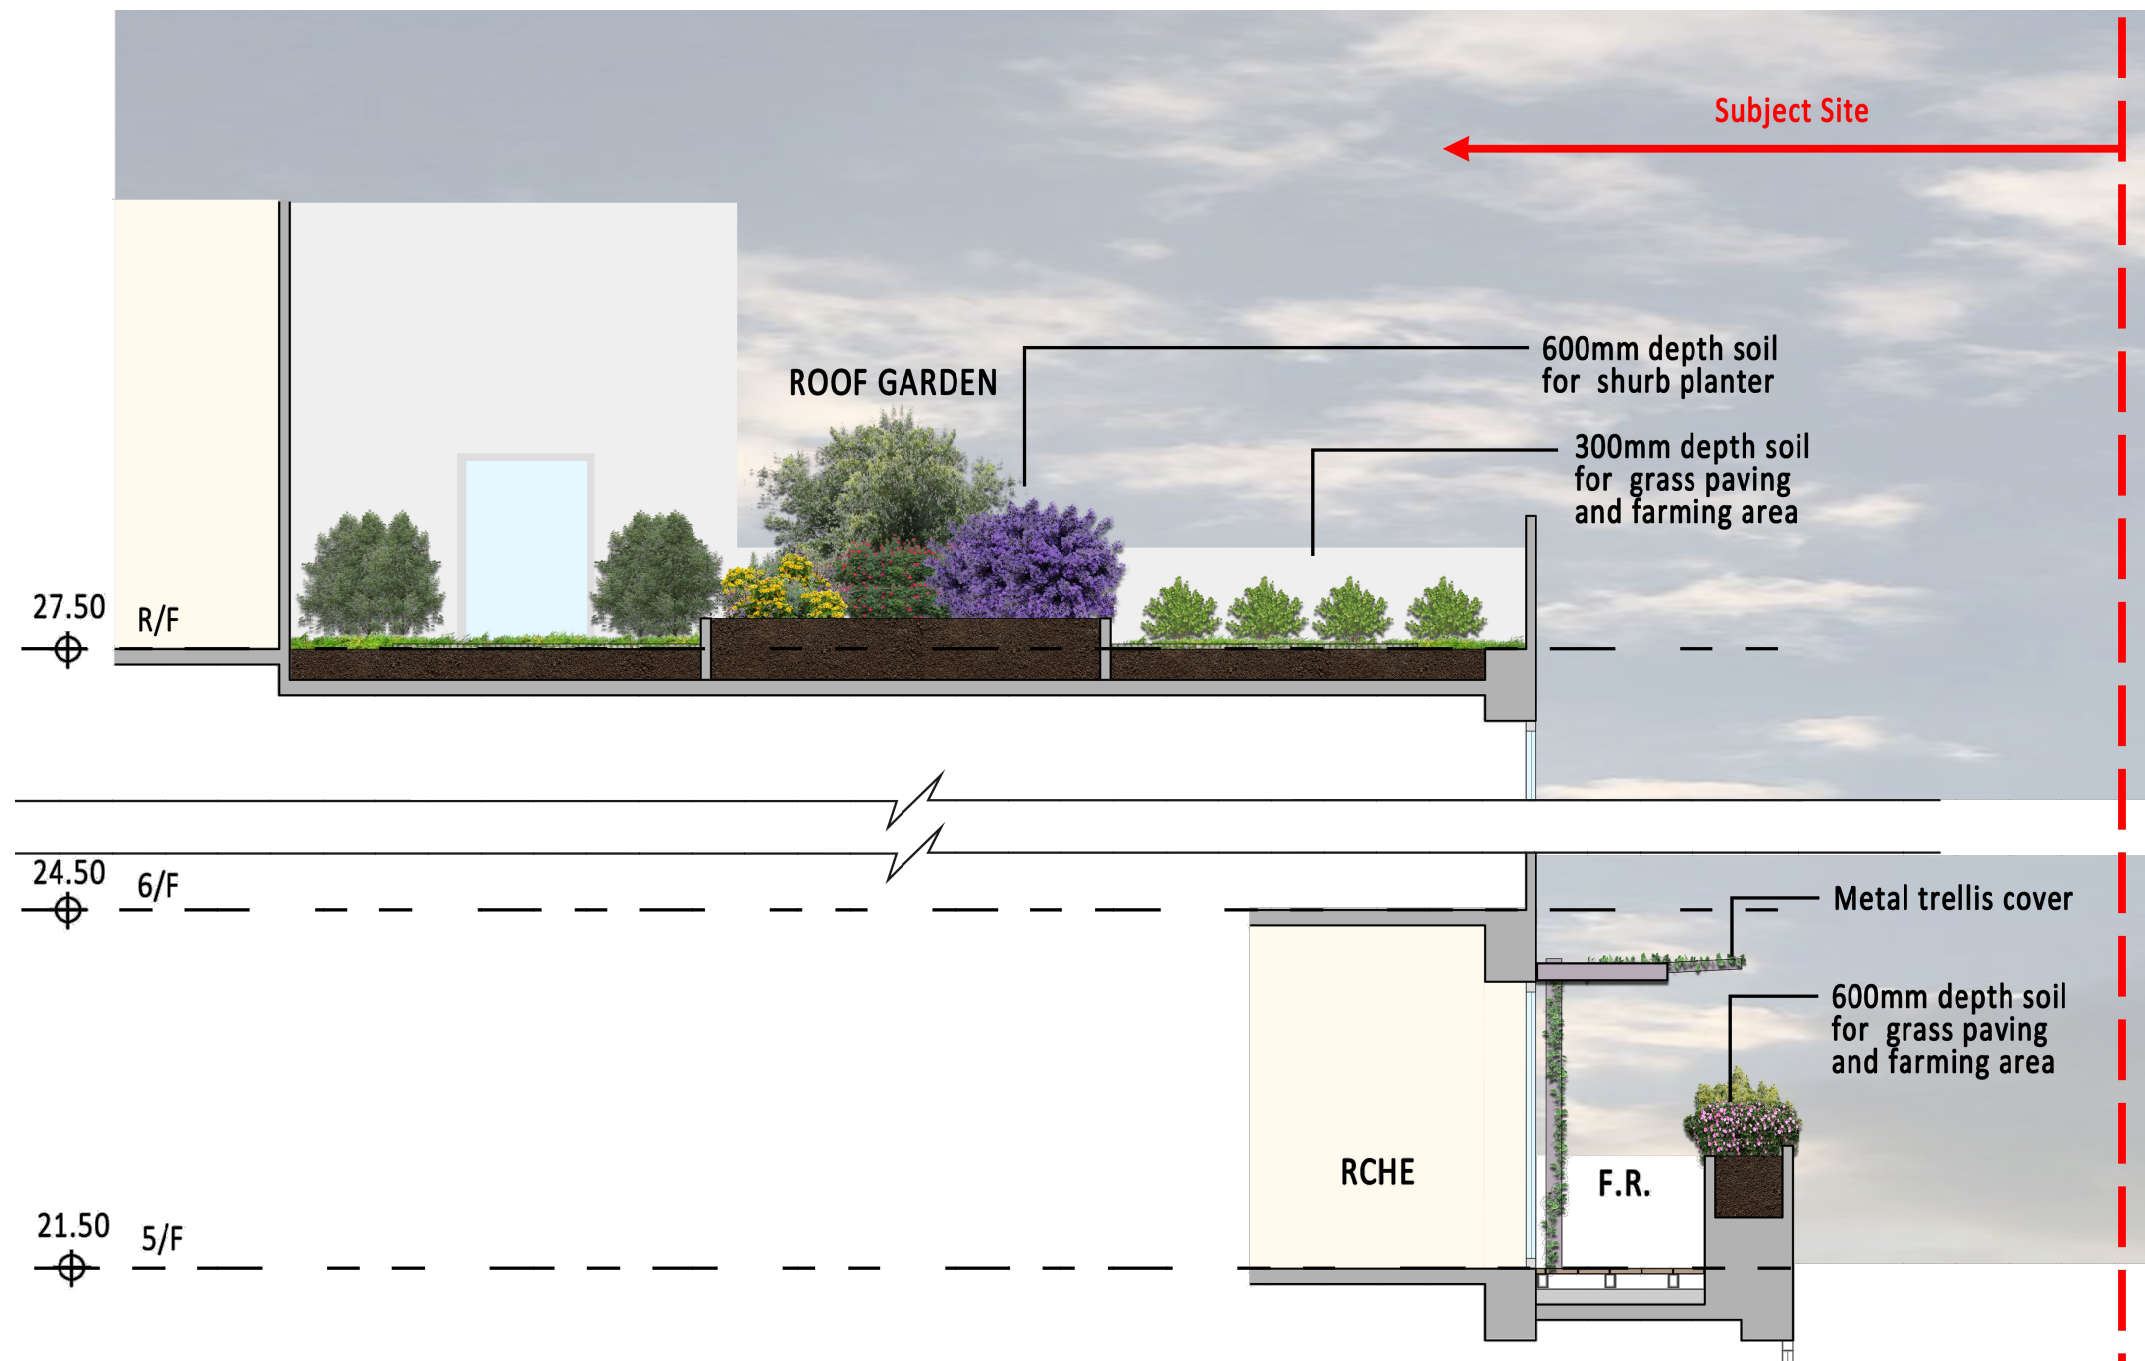 Subject Site
600mm depth soil
for shurb planter
ROOF GARDEN
300mm depth soil
for grass paving
and farming area
27.50
R/F
24.50
6/F
Metal trellis cover
600mm depth soil
for grass paving
and farming area
RCHE
F.R.
21.50
5/F